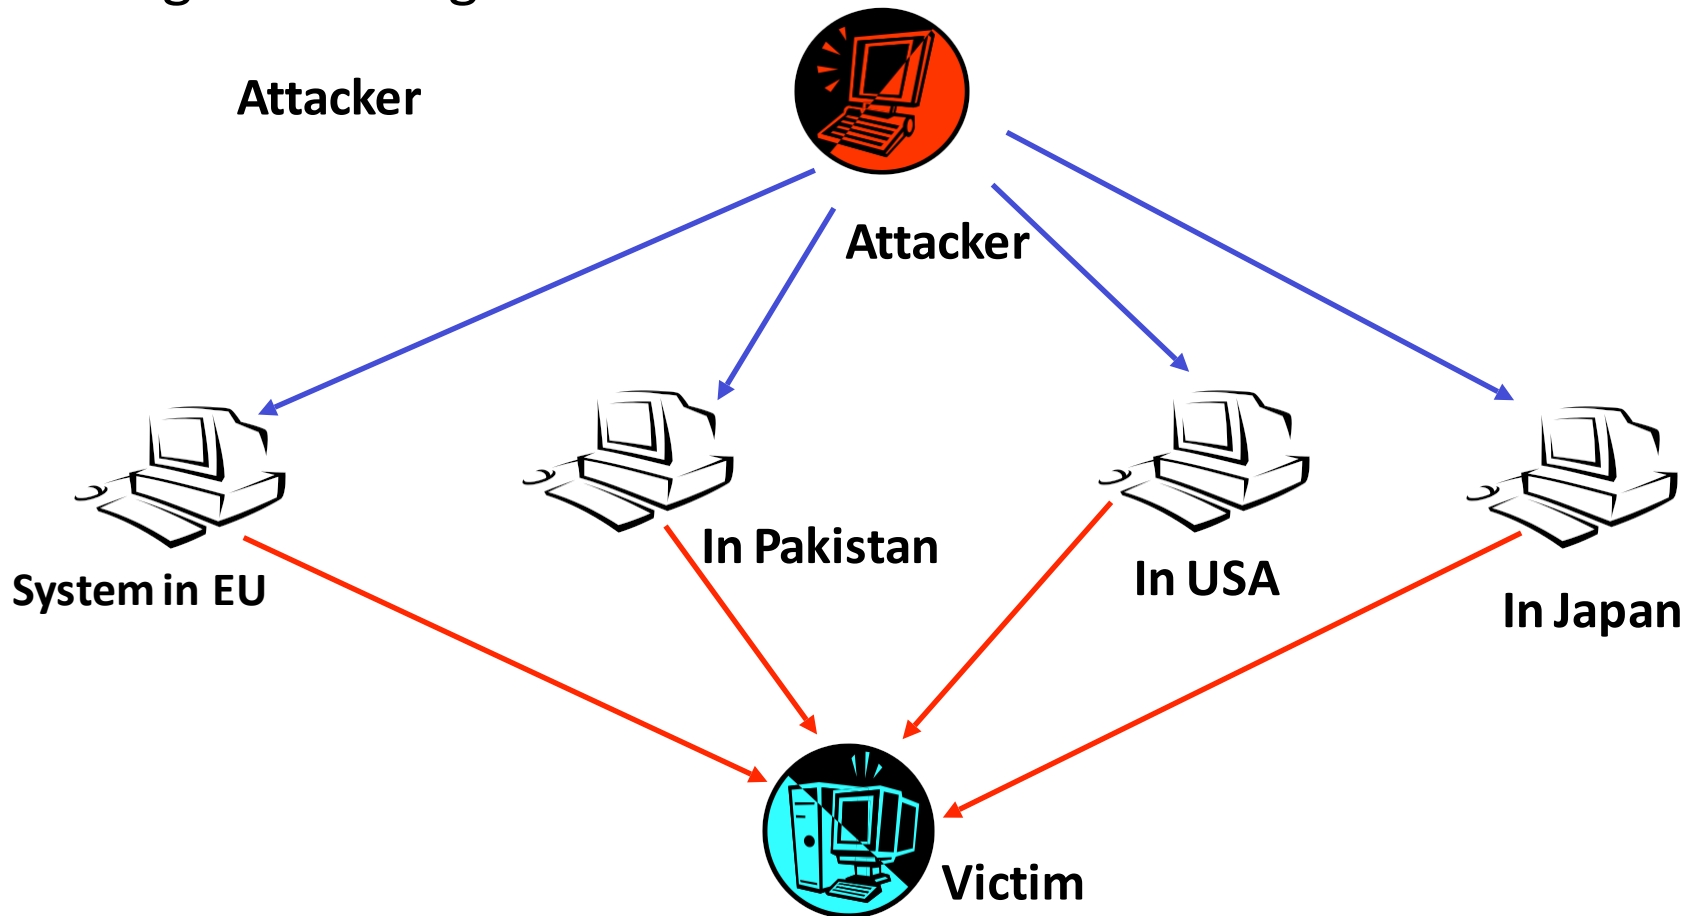 Attacker
Attacker
In Pakistan
In USA
System in EU
In Japan
Victim